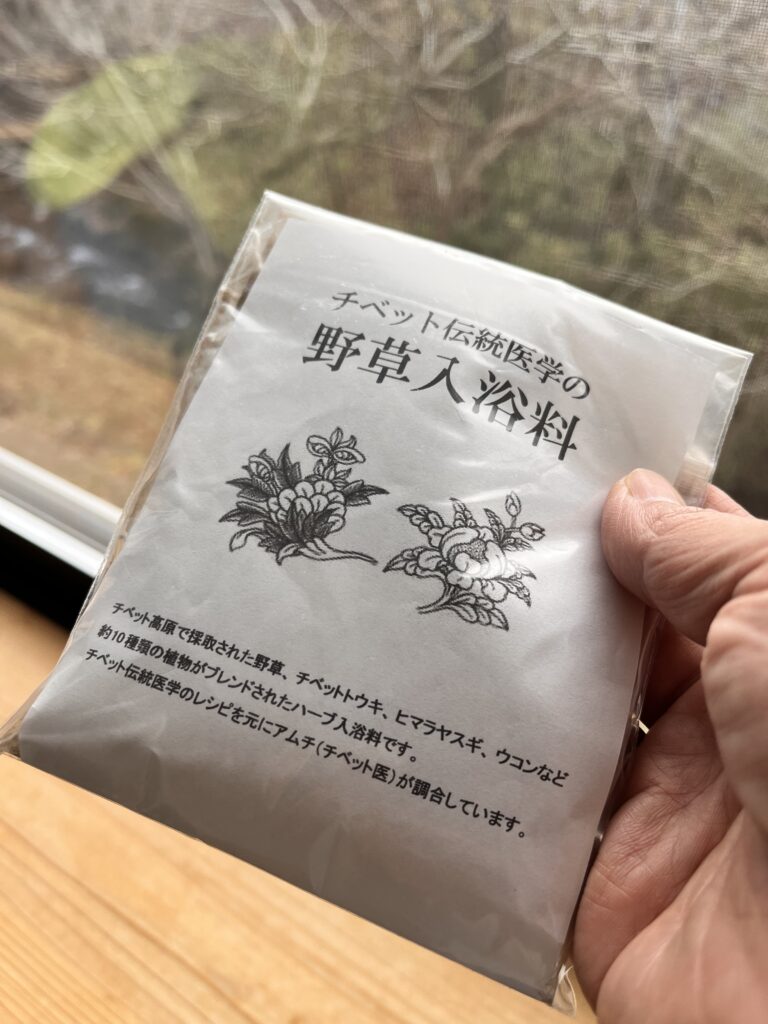 チベット伝統医学の
野草入浴料
チベット高原で採取された野草、チベットトウキ、ヒマラヤスギ、ウコンなど
約10種類の植物がブレンドされたハーブ入浴料です。
チベット伝統医学のレシピを元にアムチ(チベット医)が調合しています。